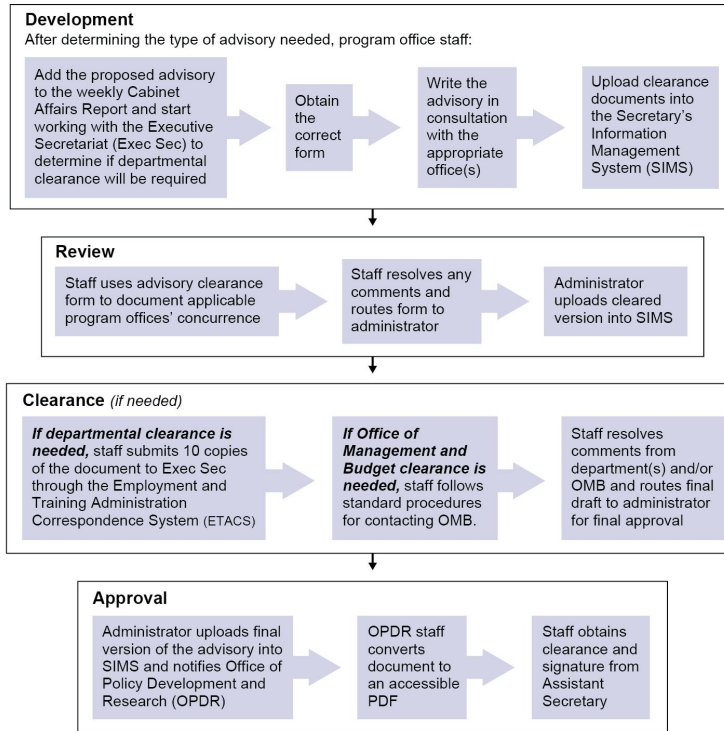 Development
After determining the type of advisory needed, program office staff:
Add the proposed advisory
to the weekly Cabinet
Affairs Report and start
working with the Executive
Secretariat (Exec Sec) to
determine if departmental
clearance will be required
Obtain
the
correct
form
Write the
advisory in
consultation
with the
appropriate
office(s)
Upload clearance
documents into
the Secretary's
Information
Management
System (SIMS)
Review
Staff uses advisory clearance
form to document applicable
program offices' concurrence
Staff resolves any
comments and
routes form to
administrator
Administrator
uploads cleared
version into SIMS
Clearance (if needed)
If departmental clearance is
needed, staff submits 10 copies
of the document to Exec Sec
through the Employment and
Training Administration
Correspondence System (ETACS)
If Office of
Management and
Budget clearance is
needed, staff follows
standard procedures
for contacting OMB.
Staff resolves
comments from
department(s) and/or
OMB and routes final
draft to administrator
for final approval
Approval
Administrator uploads final
version of the advisory into
SIMS and notifies Office of
Policy Development and
Research (OPDR)
OPDR staff
converts
document to
an accessible
PDF
Staff obtains
clearance and
signature from
Assistant
Secretary